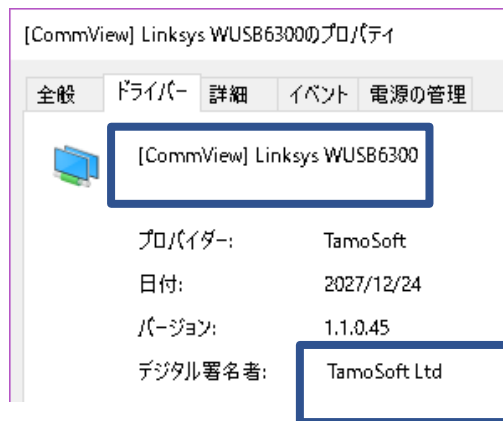 [CommView] Linksys WUSB6300のプロパティ
全般 ドライバー 詳細 イベント 電源の管理
[CommView] Linksys WUSB6300
プロバイダー: TamoSoft
日付: 2027/12/24
バージョン: 1.1.0.45
デジタル署名者: TamoSoft Ltd